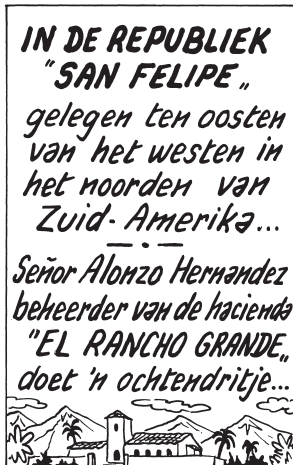 IN DE REPUBLIEK
"SAN FELIPE„
gelegen ten oosten
van het westen in
het noorden van
Zuid-Amerika...
Señor Alonzo Hernandez
beheerder van de hacienda
"EL RANCHO GRANDE„
doet 'n ochtendritje...